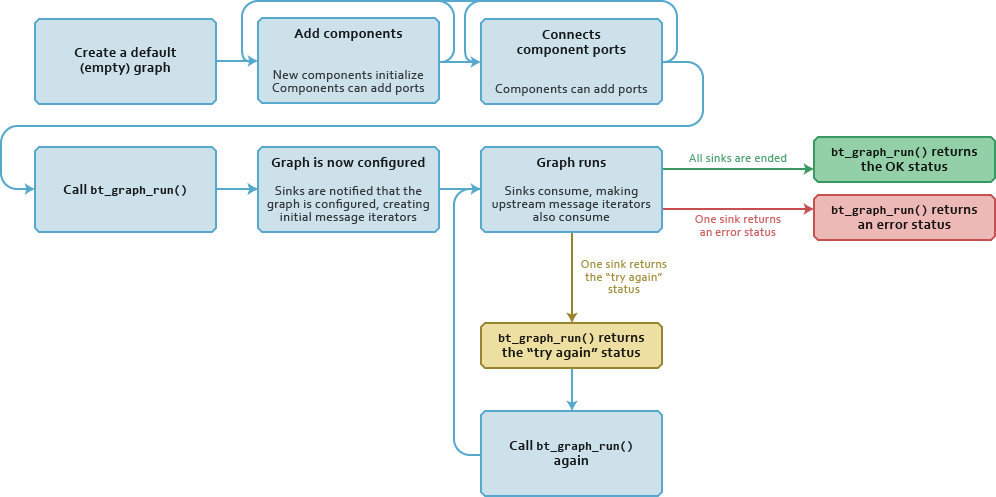 Create a default
(empty) graph
Add components
New components initialize
Components can add ports
Connects
component ports
Components can add ports
Call bt_graph_run()
Graph is now configured
Sinks are notified that the
graph is configured, creating
initial message iterators
Graph runs
Sinks consume, making
upstream message iterators
also consume
All sinks are ended
bt_graph_run() returns
the OK status
One sink returns
an error status
bt_graph_run() returns
an error status
One sink returns
the “try again”
status
bt_graph_run() returns
the “try again” status
Call bt_graph_run()
again